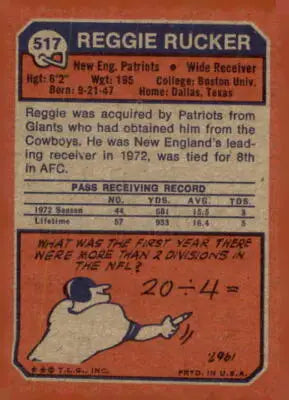 517 REGGIE RUCKER
New Eng. Patriots • Wide Receiver
Hgt: 6'2" Wgt: 195 College: Boston Univ.
Born: 9-21-47 Home: Dallas, Texas
Reggie was acquired by Patriots from
Giants who had obtained him from the
Cowboys. He was New England's lead-
ing receiver in 1972, was tied for 8th
in AFC.
PASS RECEIVING RECORD
NO. YDS. AVG. TD'S
1972 Season 44 681 15.5 3
Lifetime 57 933 16.4 5
WHAT WAS THE FIRST YEAR THERE
WERE MORE THAN 2 DIVISIONS IN
THE NFL?
20÷4=
1967
★★© T.C.G., INC. PRTD. IN U.S.A.